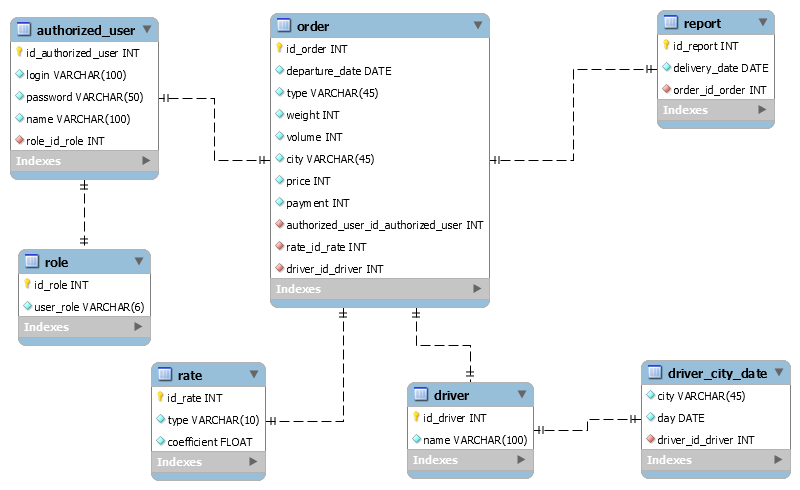 authorized_user
id_authorized_user INT
login VARCHAR(100)
password VARCHAR(50)
name VARCHAR(100)
role_id_role INT
Indexes
order
id_order INT
departure_date DATE
type VARCHAR(45)
weight INT
volume INT
city VARCHAR(45)
price INT
payment INT
authorized_user_id_authorized_user INT
rate_id_rate INT
driver_id_driver INT
Indexes
report
id_report INT
delivery_date DATE
order_id_order INT
Indexes
role
id_role INT
user_role VARCHAR(6)
Indexes
rate
id_rate INT
type VARCHAR(10)
coefficient FLOAT
Indexes
driver
id_driver INT
name VARCHAR(100)
Indexes
driver_city_date
city VARCHAR(45)
day DATE
driver_id_driver INT
Indexes